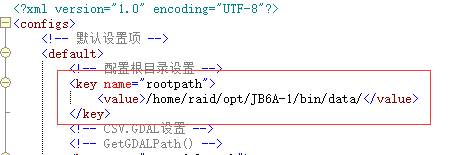 <?xml version="1.0" encoding="UTF-8"?>
<configs>
<!-- 默认设置项 -->
<default>
<!-- 配置根目录设置 -->
<key name="rootpath">
<value>/home/raid/opt/JB6A-1/bin/data/</value>
</key>
<!-- CSV.GDAL设置 -->
<!-- GetGDALPath() -->